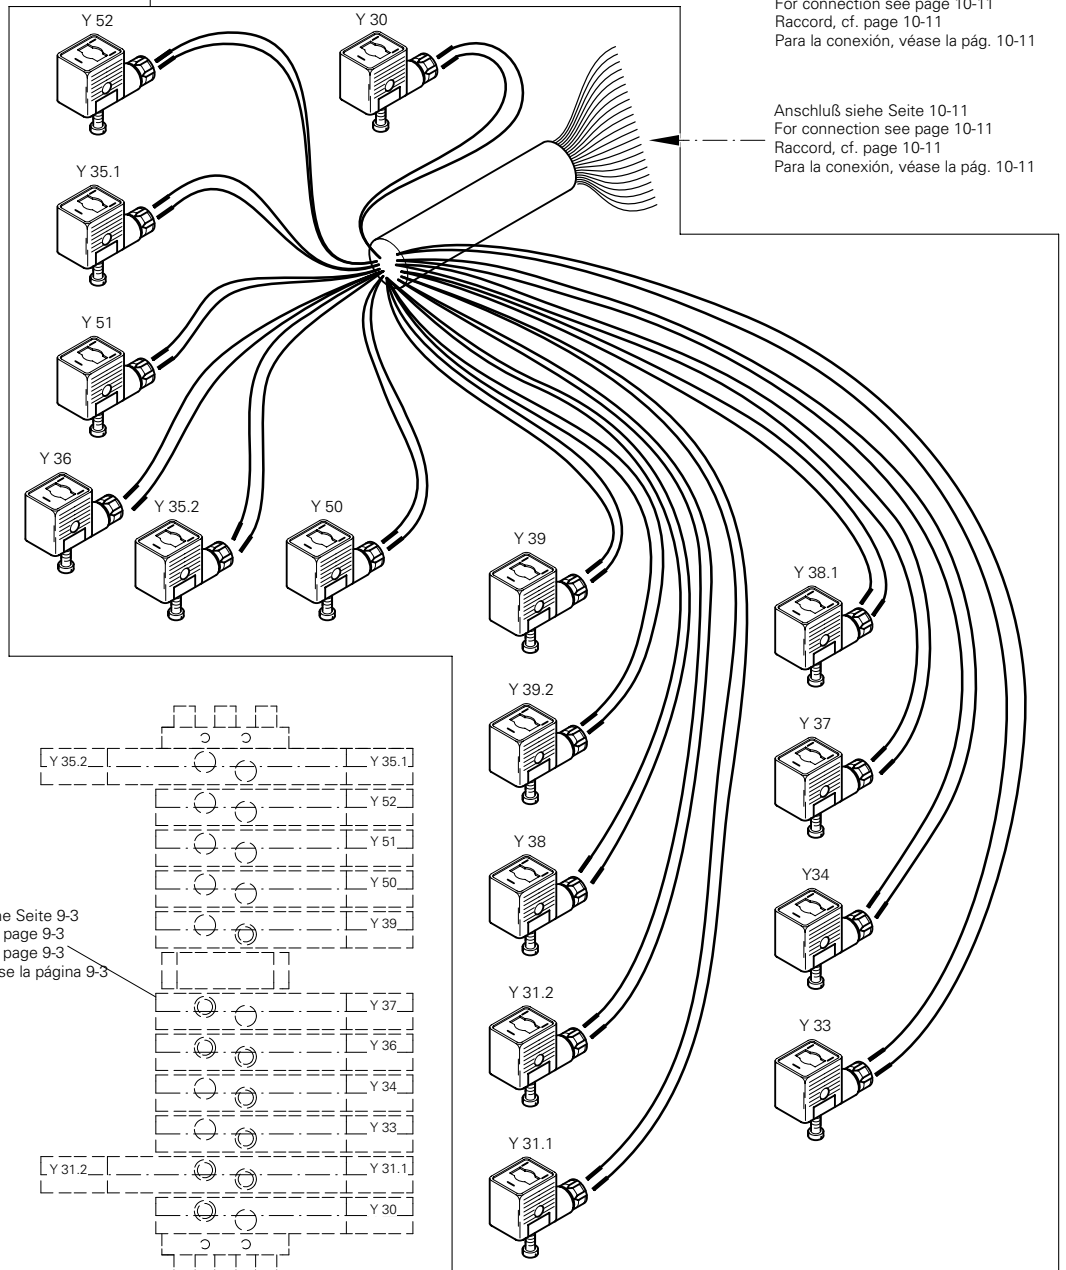 For connection see page 10-11
Raccord, cf. page 10-11
Para la conexión, véase la pág. 10-11
Y 52
Y 30
Anschluß siehe Seite 10-11
For connection see page 10-11
Raccord, cf. page 10-11
Para la conexión, véase la pág. 10-11
Y 35.1
Y 51
Y 36
Y 35.2
Y 50
Y 39
Y 38.1
Y 39.2
Y 37
Y 38
Y34
Y 31.2
Y 33
Y 31.1
Y 35.2
Y 35.1
Y 52
Y 51
Y 50
Y 39
Seite 9-3
page 9-3
page 9-3
la página 9-3
Y 37
Y 36
Y 34
Y 33
Y 31.2
Y 31.1
Y 30